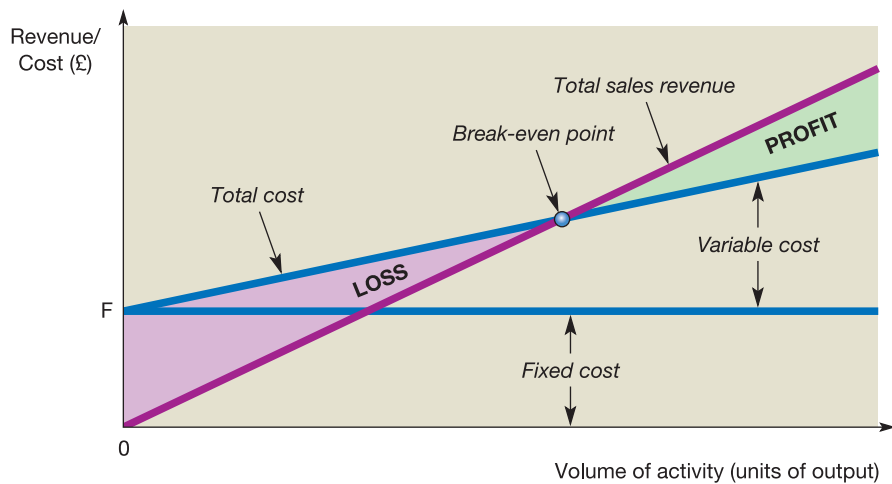 Revenue/
Cost (£)
Total sales revenue
PROFIT
Break-even point
Total cost
Variable cost
LOSS
F
Fixed cost
0
Volume of activity (units of output)